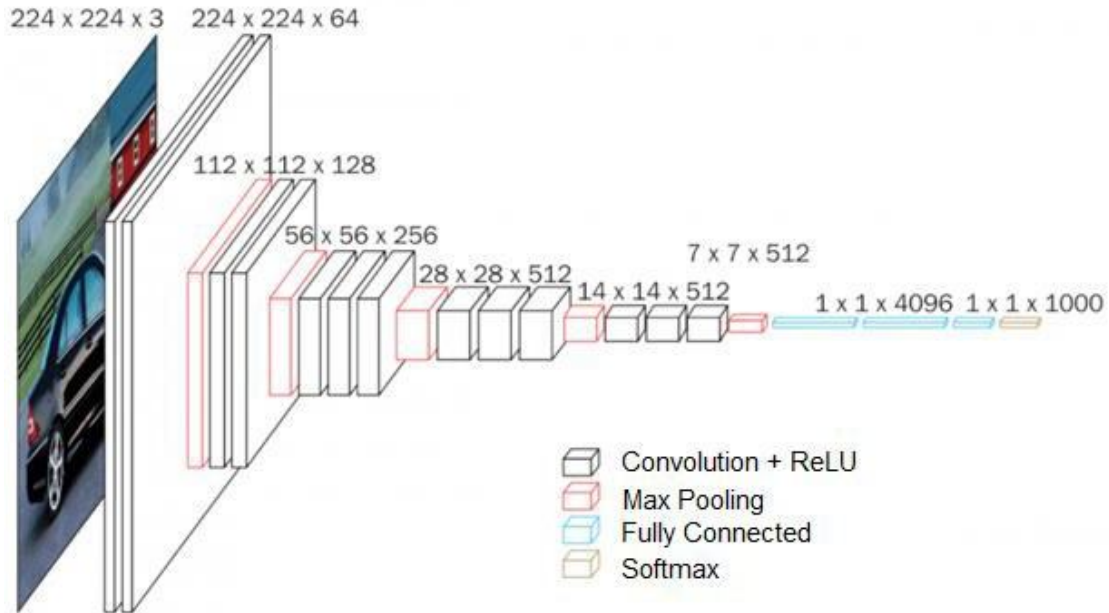 224 x 224 x 3
224 x 224 x 64
112 x 112 x 128
56 x 56 x 256
28 x 28 x 512
14 x 14 x 512
7 x 7 x 512
1 x 1 x 4096
1 x 1 x 1000
Convolution + ReLU
Max Pooling
Fully Connected
Softmax